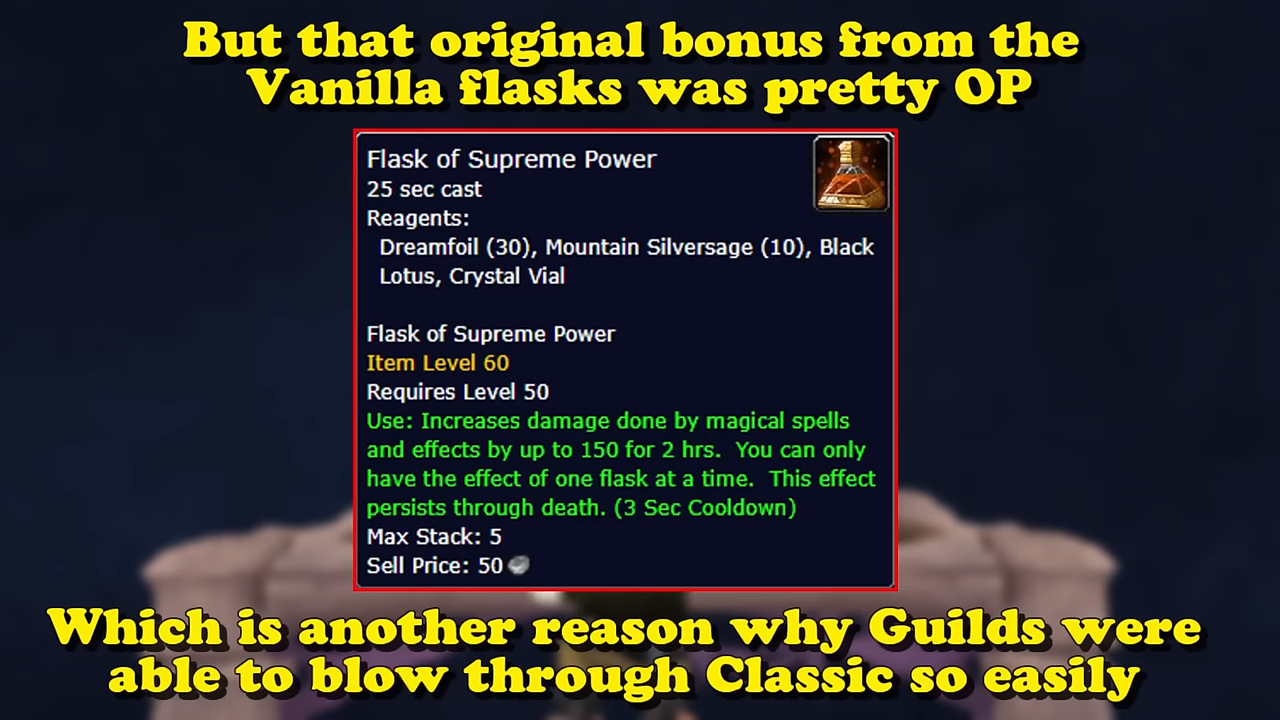 But that original bonus from the
Vanilla flasks was pretty OP
Flask of Supreme Power
25 sec cast
Reagents:
Dreamfoil (30), Mountain Silversage (10), Black
Lotus, Crystal Vial
Flask of Supreme Power
Item Level 60
Requires Level 50
Use: Increases damage done by magical spells
and effects by up to 150 for 2 hrs. You can only
have the effect of one flask at a time. This effect
persists through death. (3 Sec Cooldown)
Max Stack: 5
Sell Price: 50
Which is another reason why Guilds were
able to blow through Classic so easily